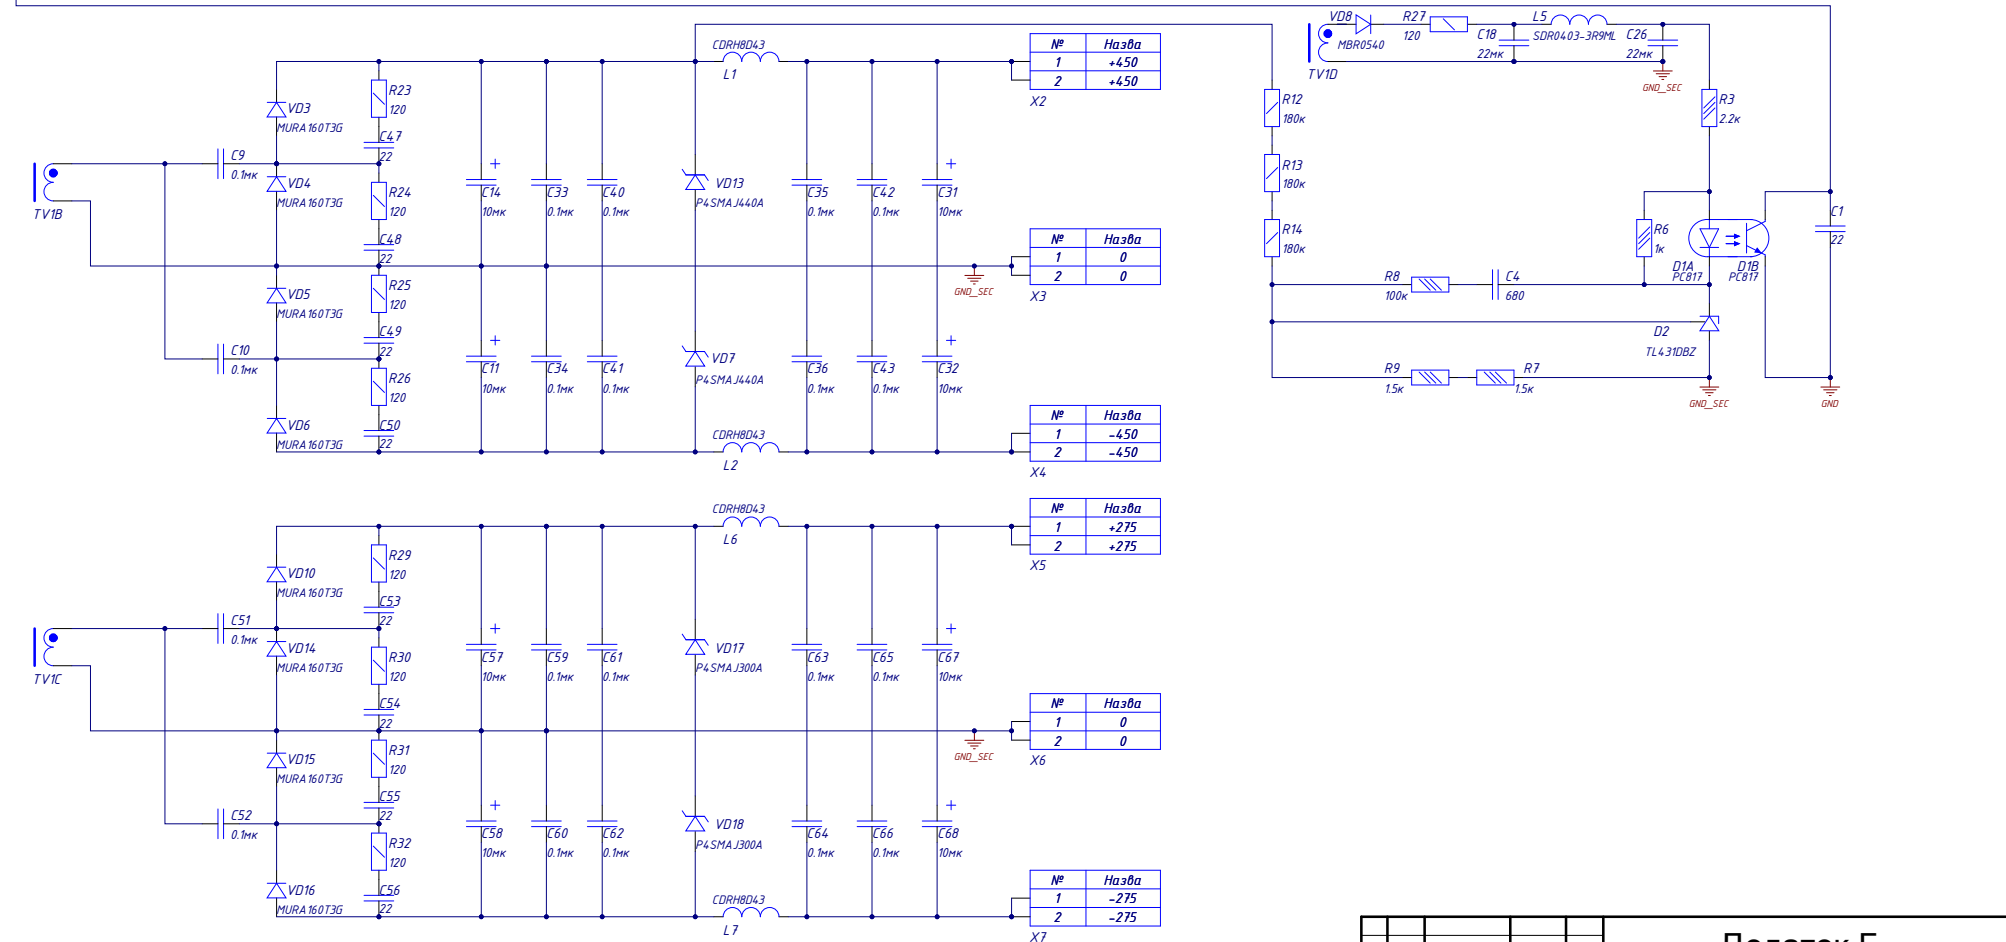 VD8
R27
120
MBR0540
TV1D
C18
22мк
L5
SDR0403-3R9ML
C26
22мк
GND_SEC
CDRH8D43
L1
№ Назва
1 +450
2 +450
X2
R23
120
VD3
MURA160T3G
C47
22
C9
0.1мк
VD4
MURA160T3G
R24
120
C48
22
TV1B
C14
10мк
C33
0.1мк
C40
0.1мк
VD13
P4SMAJ440A
C35
0.1мк
C42
0.1мк
C31
10мк
№ Назва
1 0
2 0
X3
GND_SEC
R12
180к
R13
180к
R14
180к
R3
2.2к
R6
1к
D1A
PC817
D1B
PC817
C1
22
R8
100к
C4
680
D2
TL431DBZ
R9
1.5к
R7
1.5к
GND_SEC
GND
VD5
MURA160T3G
R25
120
C49
22
C10
0.1мк
R26
120
VD6
MURA160T3G
C50
22
C11
10мк
C34
0.1мк
C41
0.1мк
VD7
P4SMAJ440A
C36
0.1мк
C43
0.1мк
C32
10мк
CDRH8D43
L2
№ Назва
1 -450
2 -450
X4
CDRH8D43
L6
№ Назва
1 +275
2 +275
X5
R29
120
VD10
MURA160T3G
C53
22
C51
0.1мк
VD14
MURA160T3G
R30
120
C54
22
TV1C
C57
10мк
C59
0.1мк
C61
0.1мк
VD17
P4SMAJ300A
C63
0.1мк
C65
0.1мк
C67
10мк
№ Назва
1 0
2 0
X6
GND_SEC
VD15
MURA160T3G
R31
120
C55
22
C52
0.1мк
R32
120
VD16
MURA160T3G
C56
22
C58
10мк
C60
0.1мк
C62
0.1мк
VD18
P4SMAJ300A
C64
0.1мк
C66
0.1мк
C68
10мк
CDRH8D43
L7
№ Назва
1 -275
2 -275
X7